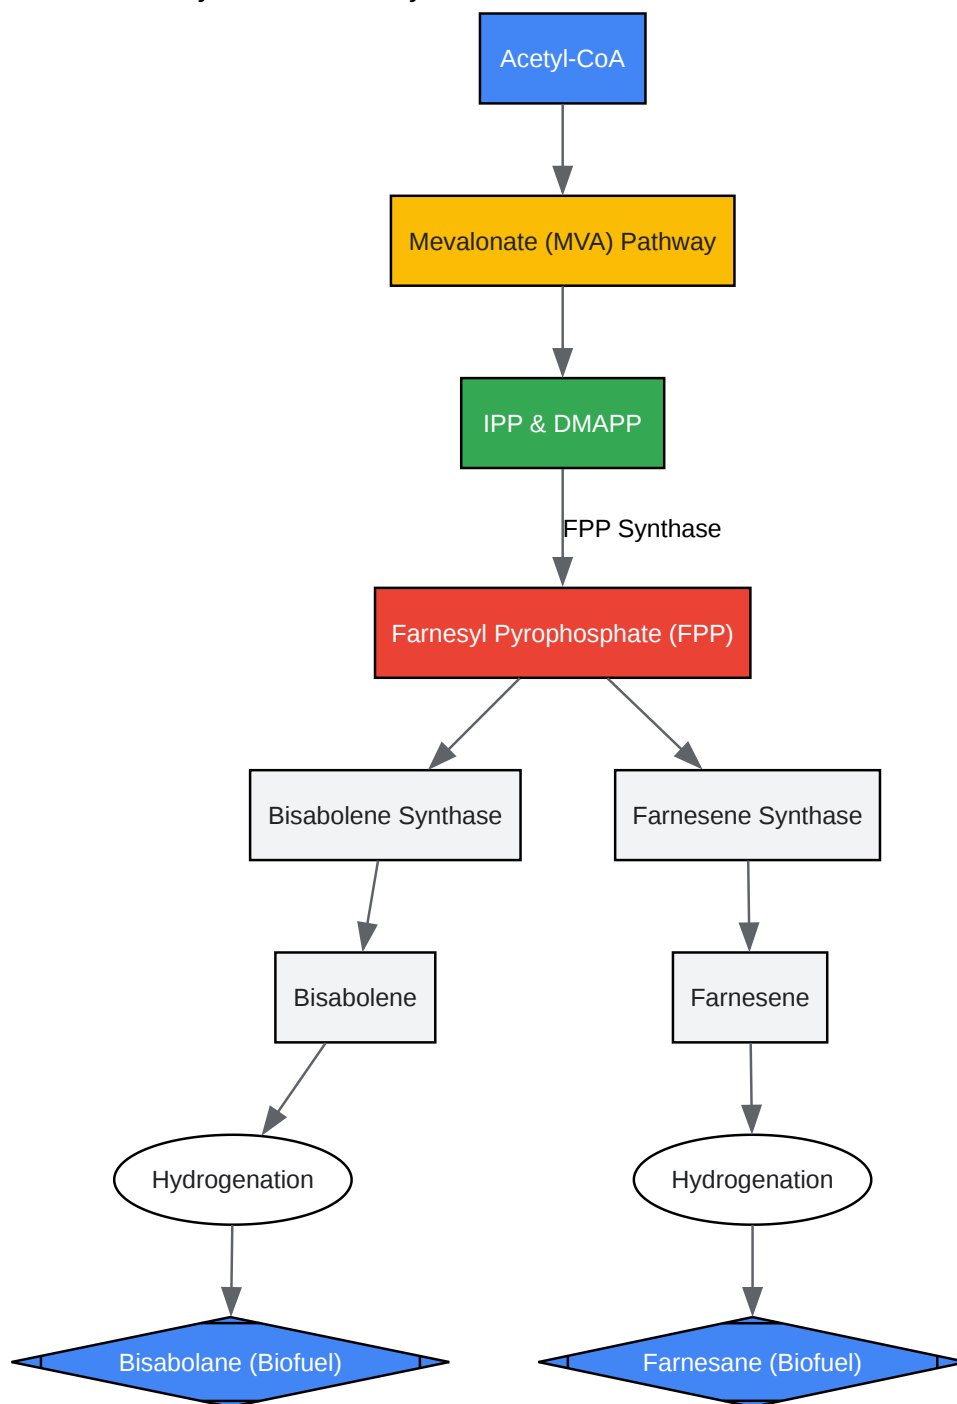 Acetyl-CoA
Mevalonate (MVA) Pathway
IPP & DMAPP
FPP Synthase
Farnesyl Pyrophosphate (FPP)
Bisabolene Synthase
Farnesene Synthase
Bisabolene
Farnesene
Hydrogenation
Hydrogenation
Bisabolane (Biofuel)
Farnesane (Biofuel)